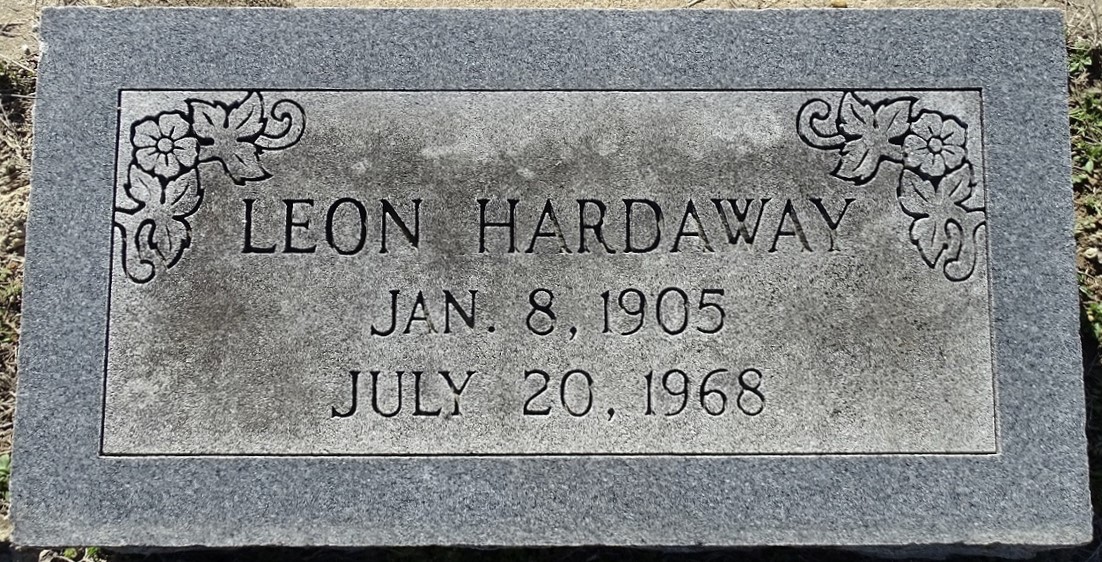 LEON HARDAWAY
JAN. 8, 1905
JULY 20, 1968